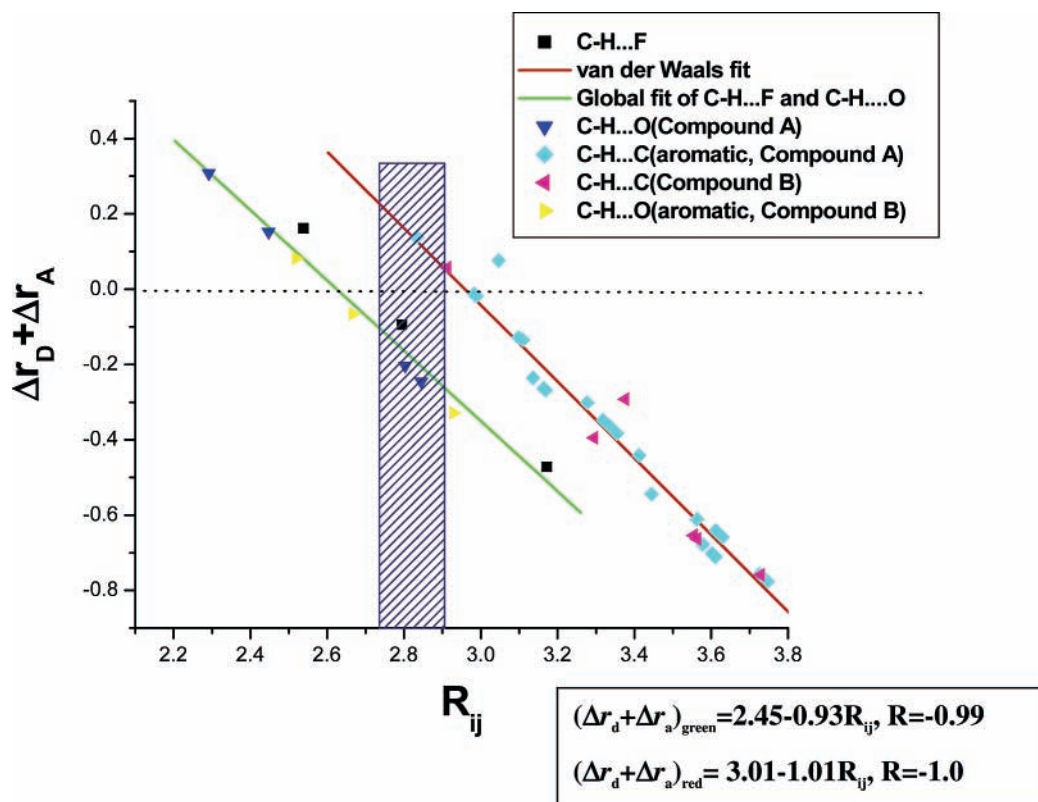 C-H...F
van der Waals fit
Global fit of C-H...F and C-H....O
C-H...O(Compound A)
C-H...C(aromatic, Compound A)
C-H...C(Compound B)
C-H...O(aromatic, Compound B)
0.4
0.2
0.0
-0.2
-0.4
-0.6
-0.8
Δr_D+Δr_A
2.2 2.4 2.6 2.8 3.0 3.2 3.4 3.6 3.8
R_ij
(Δr_d+Δr_a)_green=2.45-0.93R_ij, R=-0.99
(Δr_d+Δr_a)_red= 3.01-1.01R_ij, R=-1.0